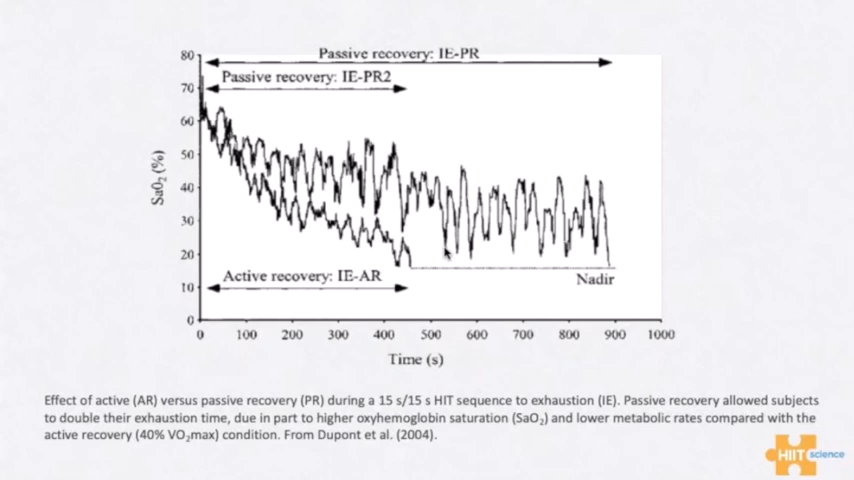 Passive recovery: IE-PR
Passive recovery: IE-PR2
80
70
60
50
40
30
20
10
0
SaO₂ (%)
Active recovery: IE-AR
Nadir
0 100 200 300 400 500 600 700 800 900 1000
Time (s)
Effect of active (AR) versus passive recovery (PR) during a 15 s/15 s HIT sequence to exhaustion (IE). Passive recovery allowed subjects
to double their exhaustion time, due in part to higher oxyhemoglobin saturation (SaO₂) and lower metabolic rates compared with the
active recovery (40% VO₂max) condition. From Dupont et al. (2004).
HIIT science